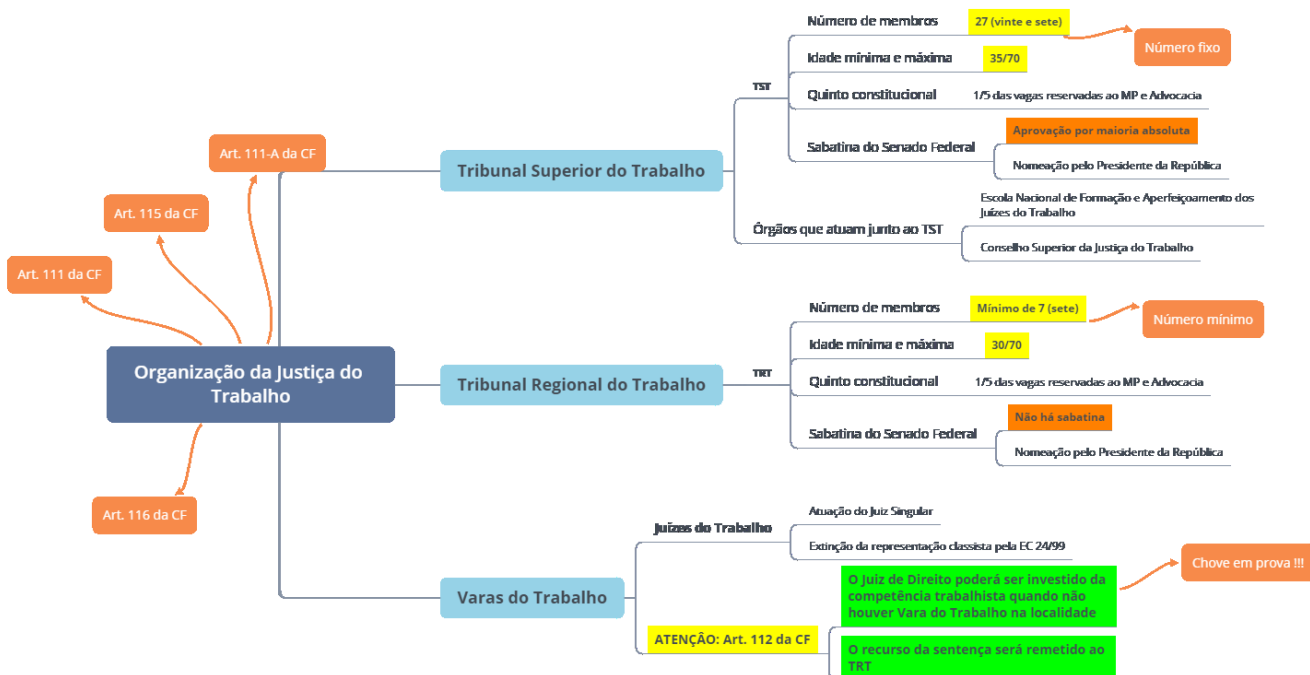 Organização da Justiça do
Trabalho
Art. 111 da CF
Art. 115 da CF
Art. 111-A da CF
Art. 116 da CF
Tribunal Superior do Trabalho
TST
Número de membros
27 (vinte e sete)
Número fixo
Idade mínima e máxima
35/70
Quinto constitucional
1/5 das vagas reservadas ao MP e Advocacia
Sabatina do Senado Federal
Aprovação por maioria absoluta
Nomeação pelo Presidente da República
Órgãos que atuam junto ao TST
Escola Nacional de Formação e Aperfeiçoamento dos
Juízes do Trabalho
Conselho Superior da Justiça do Trabalho
Tribunal Regional do Trabalho
TRT
Número de membros
Mínimo de 7 (sete)
Número mínimo
Idade mínima e máxima
30/70
Quinto constitucional
1/5 das vagas reservadas ao MP e Advocacia
Sabatina do Senado Federal
Não há sabatina
Nomeação pelo Presidente da República
Varas do Trabalho
Juízes do Trabalho
Atuação do Juiz Singular
Extinção da representação classista pela EC 24/99
ATENÇÂO: Art. 112 da CF
O Juiz de Direito poderá ser investido da
competência trabalhista quando não
houver Vara do Trabalho na localidade
Chove em prova !!!
O recurso da sentença será remetido ao
TRT